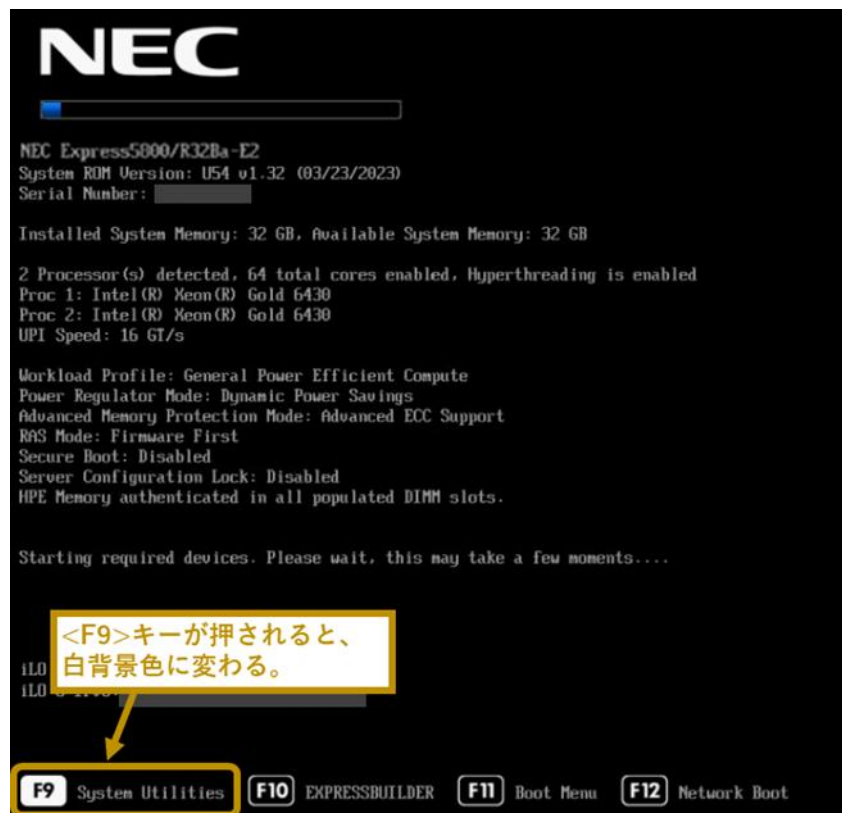 NEC
NEC Express5800/R32Ba-E2
System ROM Version: U54 v1.32 (03/23/2023)
Serial Number:
Installed System Memory: 32 GB, Available System Memory: 32 GB
2 Processor(s) detected, 64 total cores enabled, Hyperthreading is enabled
Proc 1: Intel(R) Xeon(R) Gold 6430
Proc 2: Intel(R) Xeon(R) Gold 6430
UPI Speed: 16 GT/s
Workload Profile: General Power Efficient Compute
Power Regulator Mode: Dynamic Power Savings
Advanced Memory Protection Mode: Advanced ECC Support
RAS Mode: Firmware First
Secure Boot: Disabled
Server Configuration Lock: Disabled
HPE Memory authenticated in all populated DIMM slots.
Starting required devices. Please wait, this may take a few moments....
<F9>キーが押されると、
白背景色に変わる。
iLO
iLO
F9 System Utilities F10 EXPRESSBUILDER F11 Boot Menu F12 Network Boot